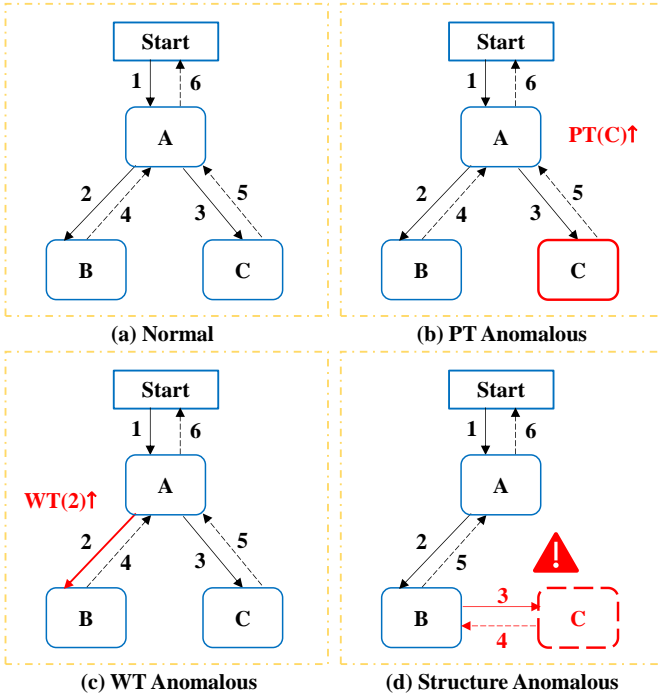 Start
1 6
A
2 4 3 5
B C
(a) Normal
Start
1 6
A
PT(C)↑
2 4 3 5
B C
(b) PT Anomalous
Start
1 6
A
WT(2)↑
2 4 3 5
B C
(c) WT Anomalous
Start
1 6
A
2 5
!
B 3 4 C
(d) Structure Anomalous